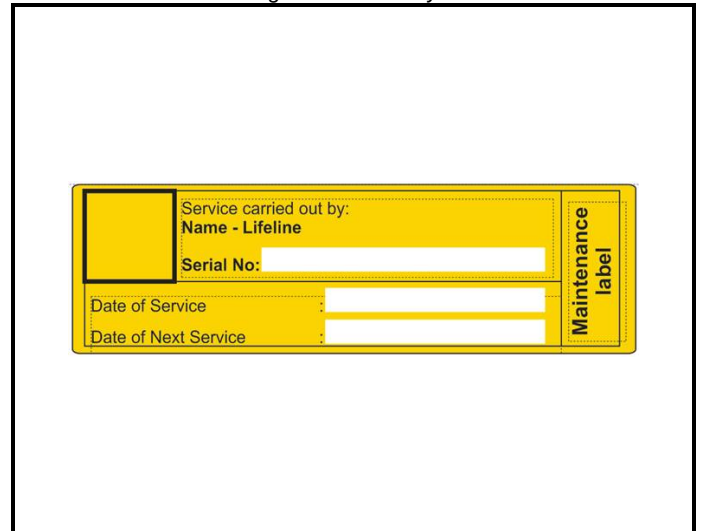 Service carried out by:
Name - Lifeline
Serial No:
Date of Service :
Date of Next Service :
Maintenance
label